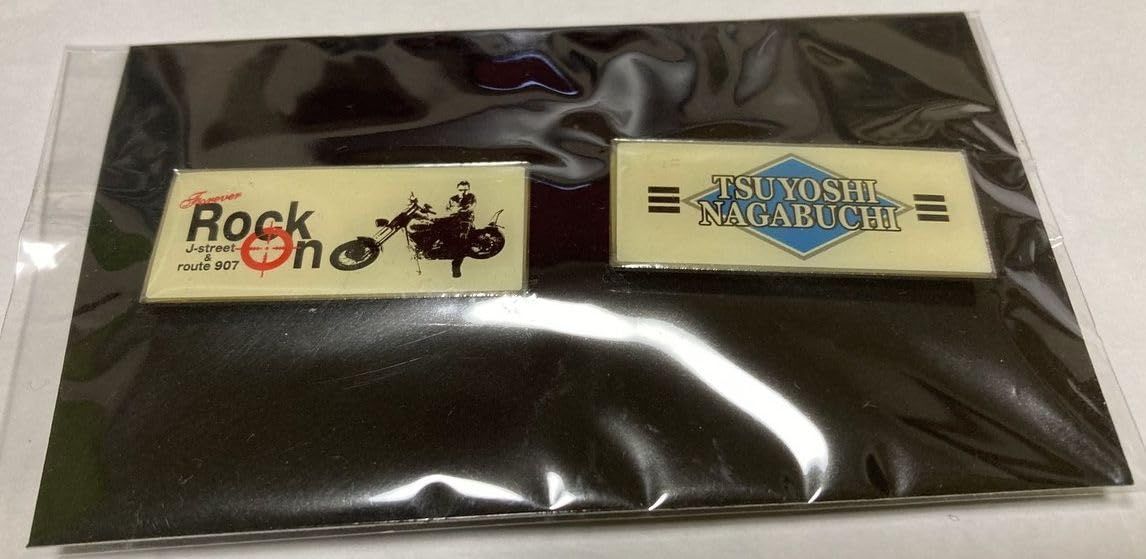 Forever
Rock
On
J-street
&
route 907
TSUYOSHI
NAGABUCHI